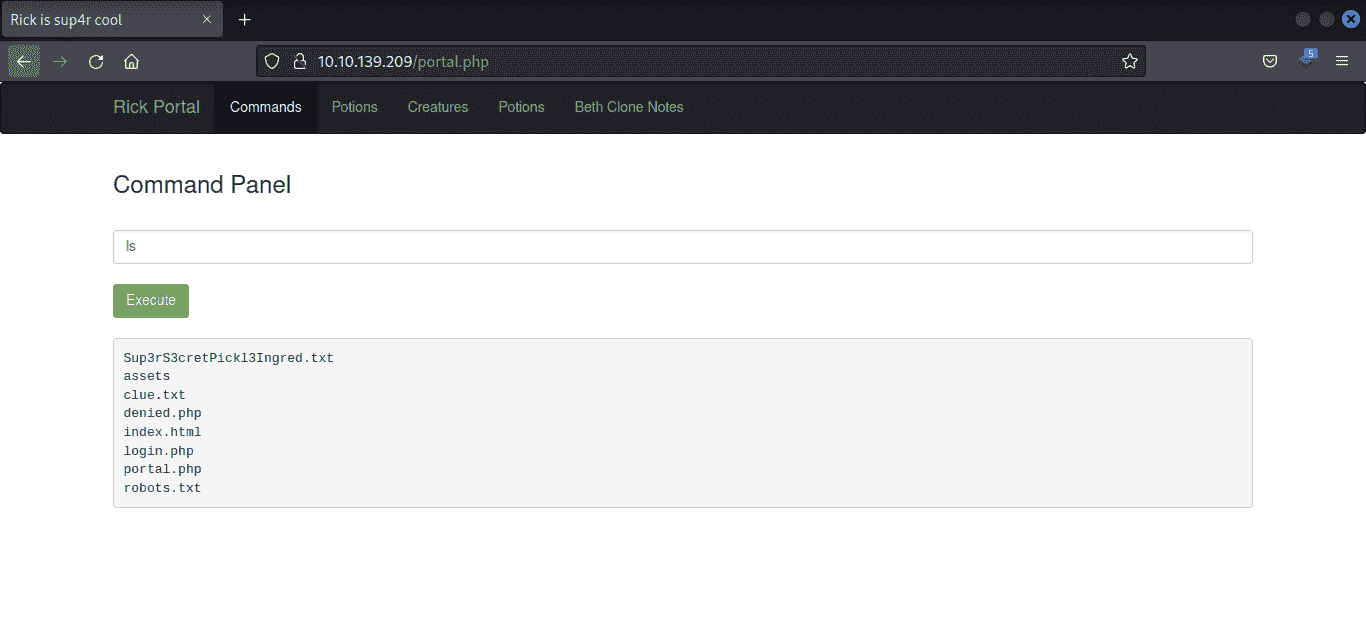 Rick is sup4r cool
10.10.139.209/portal.php
5
Rick Portal Commands Potions Creatures Potions Beth Clone Notes
Command Panel
ls
Execute
Sup3rS3cretPickl3Ingred.txt
assets
clue.txt
denied.php
index.html
login.php
portal.php
robots.txt